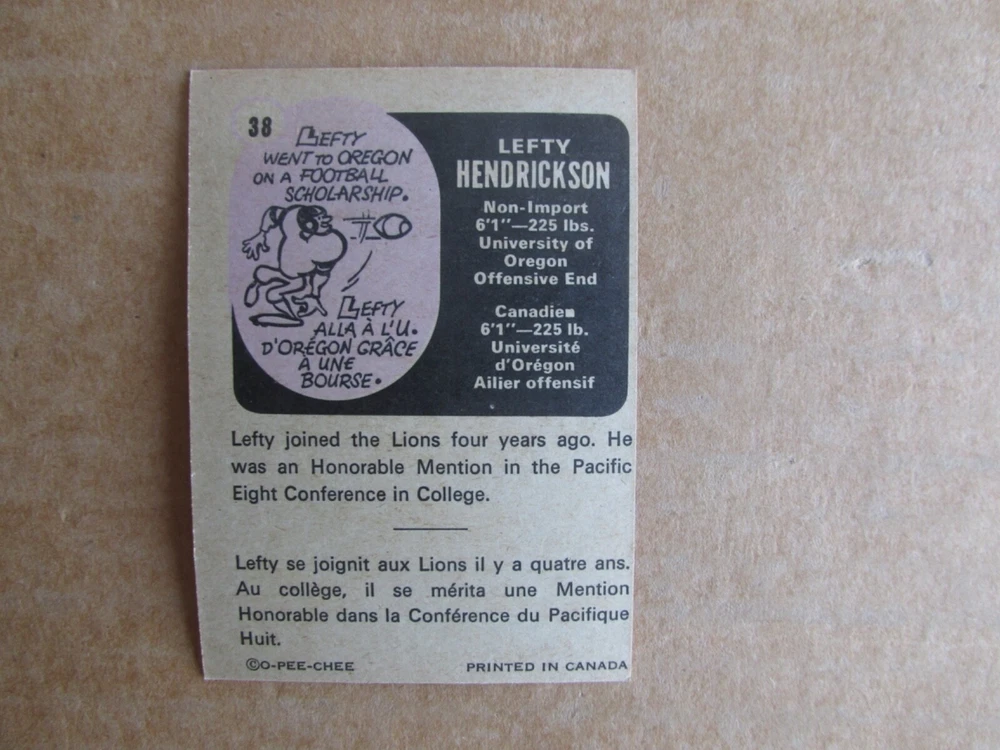 38
LEFTY
WENT TO OREGON
ON A FOOTBALL
SCHOLARSHIP.
LEFTY
ALLA À L'U.
D'ORÉGON GRÂCE
À UNE
BOURSE.
LEFTY
HENDRICKSON
Non-Import
6'1"—225 lbs.
University of
Oregon
Offensive End
Canadien
6'1"—225 lb.
Université
d'Orégon
Ailier offensif
Lefty joined the Lions four years ago. He
was an Honorable Mention in the Pacific
Eight Conference in College.
Lefty se joignit aux Lions il y a quatre ans.
Au collège, il se mérita une Mention
Honorable dans la Conférence du Pacifique
Huit.
©O-PEE-CHEE PRINTED IN CANADA